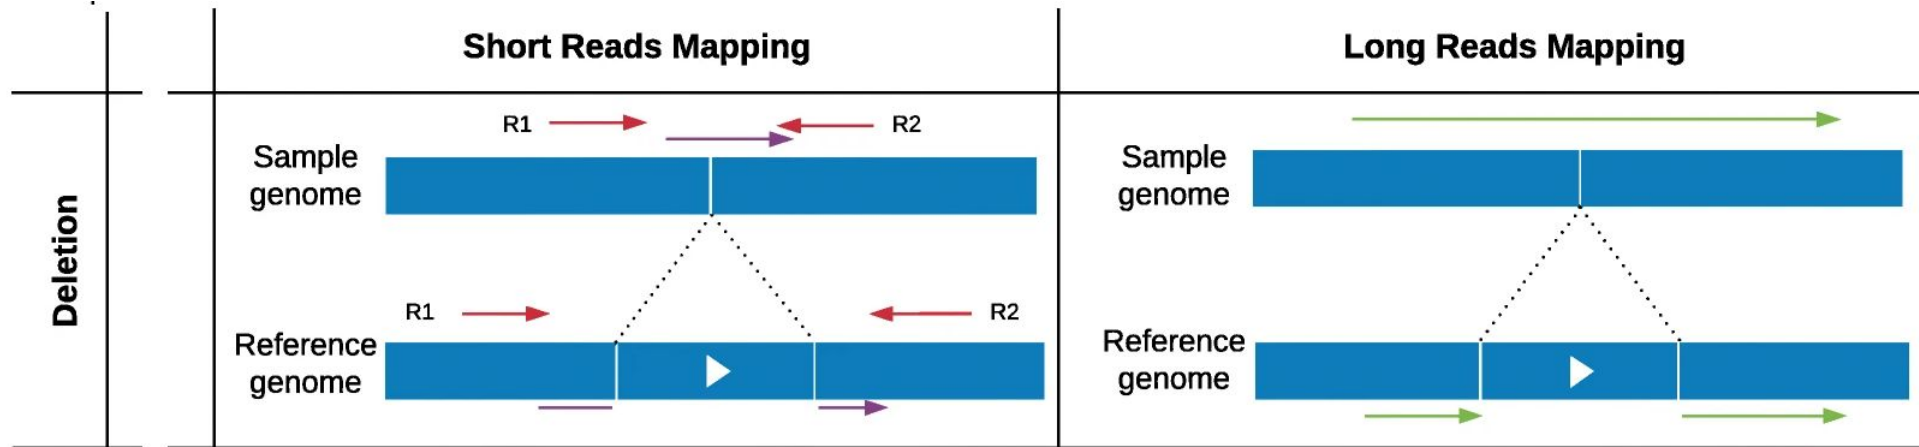 Short Reads Mapping
Long Reads Mapping
Deletion
R1
R2
Sample
genome
R1
R2
Reference
genome
Sample
genome
Reference
genome